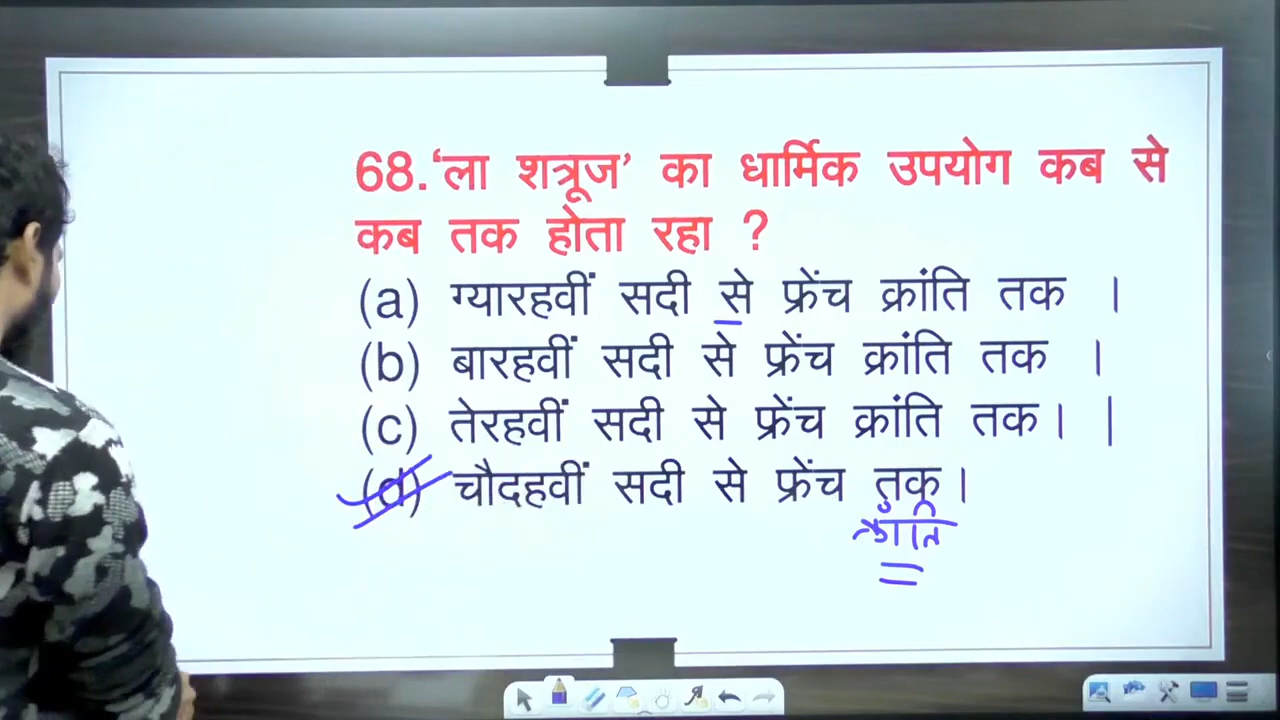 68.‘ला शत्रूज’ का धार्मिक उपयोग कब से
कब तक होता रहा ?
(a) ग्यारहवीं सदी से फ्रेंच क्रांति तक ।
(b) बारहवीं सदी से फ्रेंच क्रांति तक ।
(c) तेरहवीं सदी से फ्रेंच क्रांति तक। |
(d) चौदहवीं सदी से फ्रेंच तक।
क्रांति